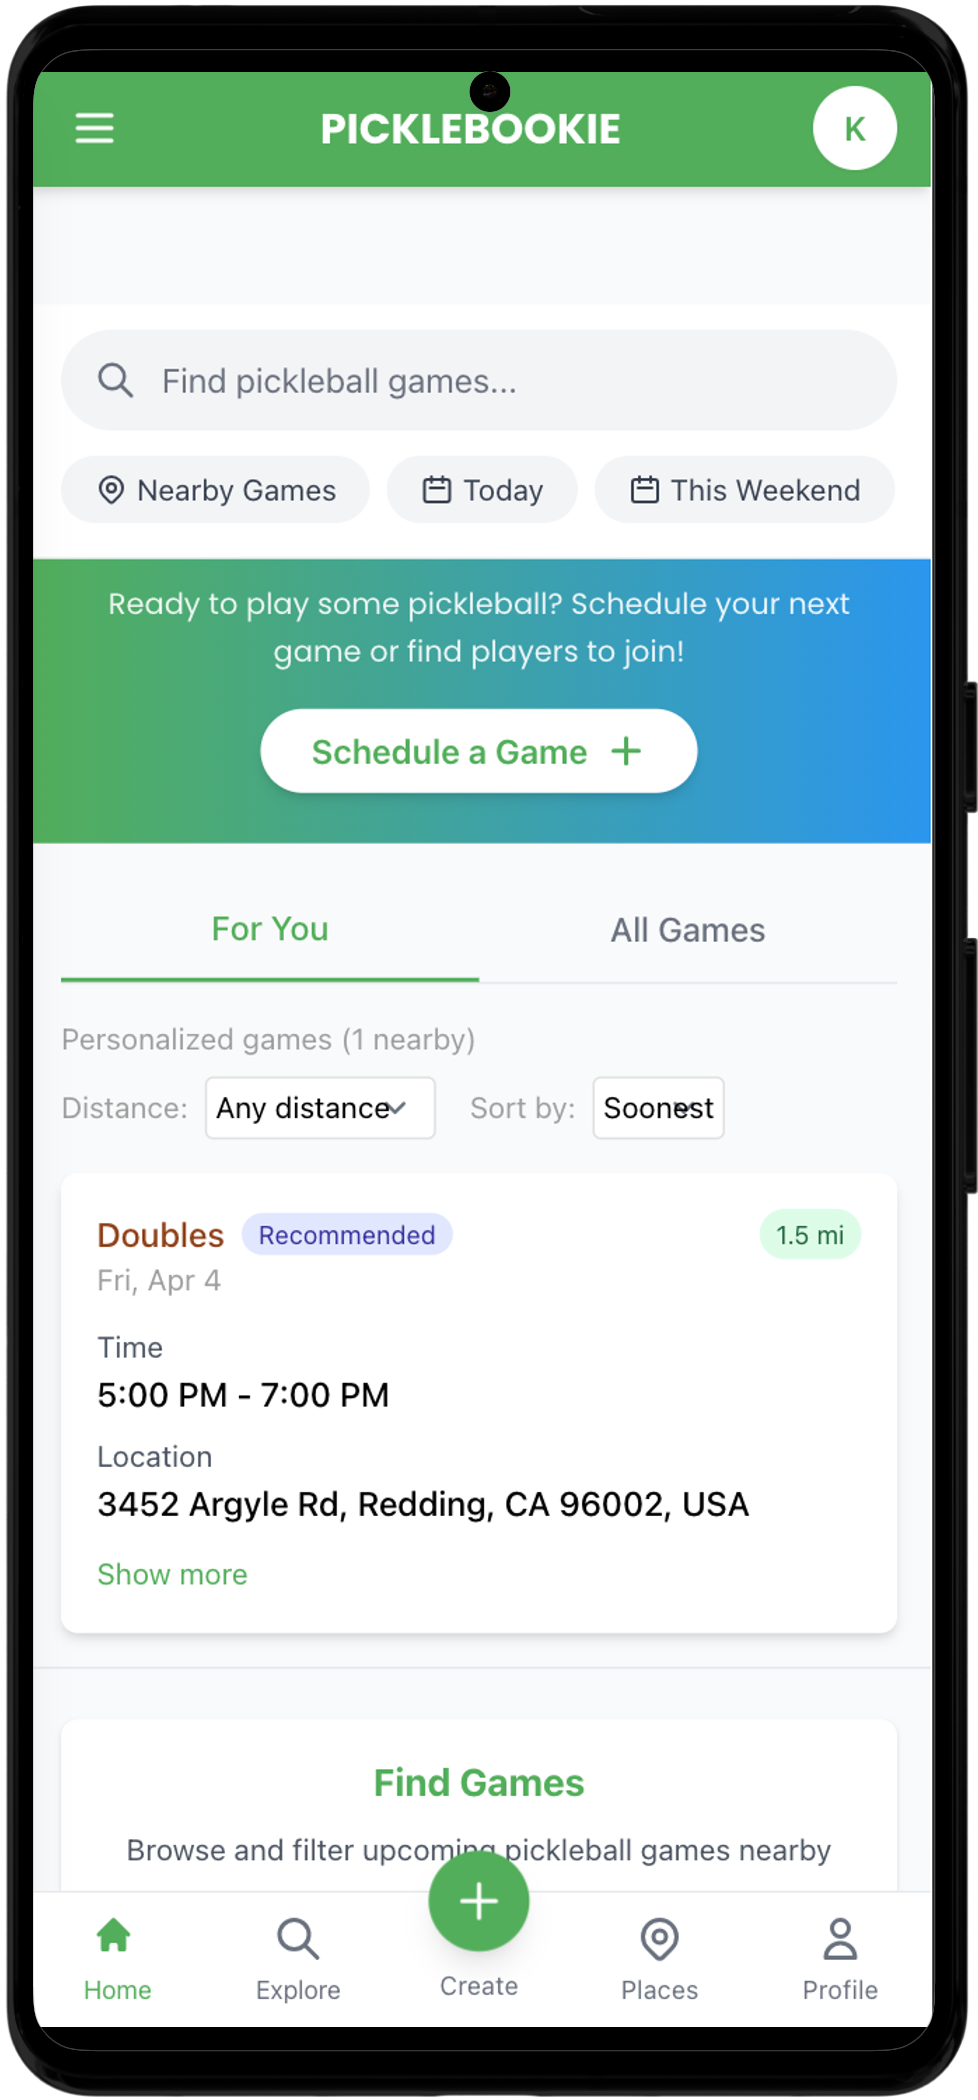 PICKLEBOOKIE
K
Find pickleball games...
Nearby Games
Today
This Weekend
Ready to play some pickleball? Schedule your next
game or find players to join!
Schedule a Game
For You
All Games
Personalized games (1 nearby)
Distance: Any distance Sort by: Soonest
Doubles Recommended 1.5 mi
Fri, Apr 4
Time
5:00 PM - 7:00 PM
Location
3452 Argyle Rd, Redding, CA 96002, USA
Show more
Find Games
Browse and filter upcoming pickleball games nearby
Home
Explore
Create
Places
Profile